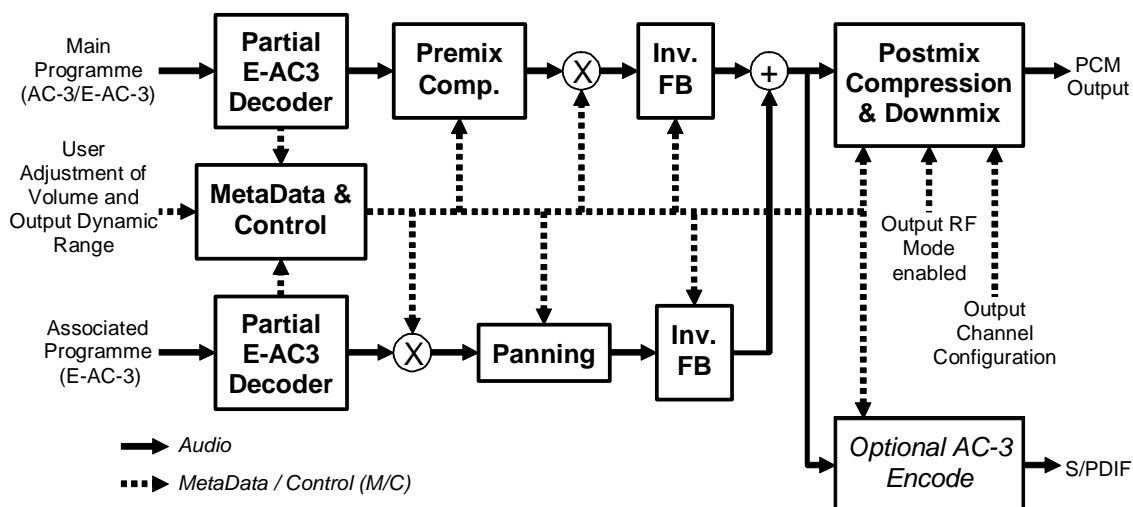 Main
Programme
(AC-3/E-AC-3)
Partial
E-AC3
Decoder
Premix
Comp.
X
Inv.
FB
+
Postmix
Compression
& Downmix
PCM
Output
User
Adjustment of
Volume and
Output Dynamic
Range
MetaData &
Control
Output RF
Mode
enabled
Output
Channel
Configuration
Associated
Programme
(E-AC-3)
Partial
E-AC3
Decoder
X
Panning
Inv.
FB
Audio
MetaData / Control (M/C)
Optional AC-3
Encode
S/PDIF